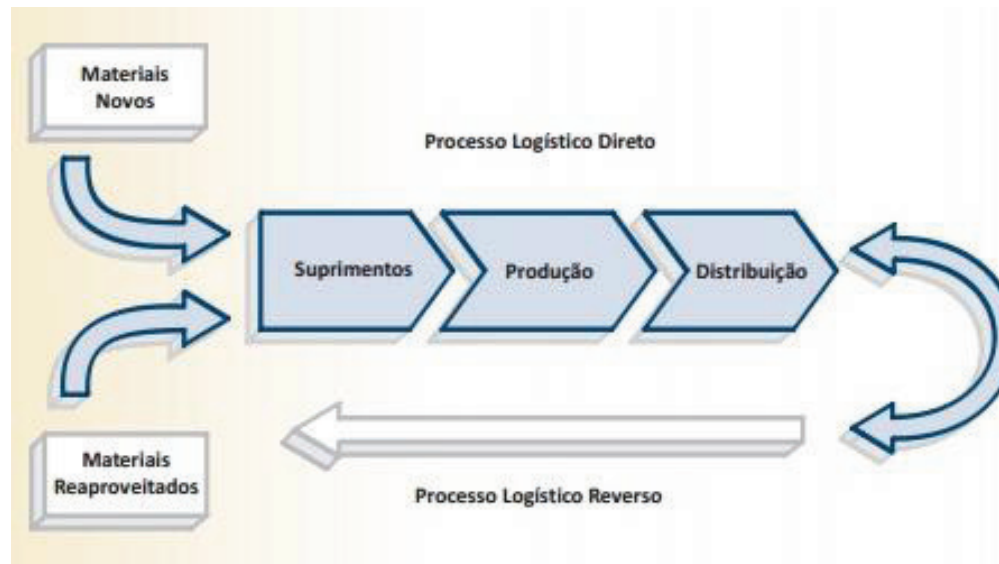 Materiais
Novos
Processo Logístico Direto
Suprimentos
Produção
Distribuição
Materiais
Reaproveitados
Processo Logístico Reverso